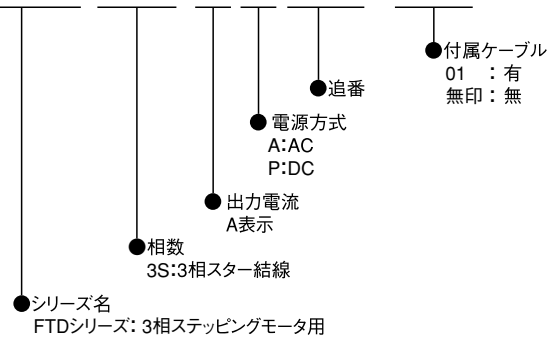 付属ケーブル
01 : 有
無印 : 無
追番
電源方式
A:AC
P:DC
出力電流
A表示
相数
3S:3相スター結線
シリーズ名
FTDシリーズ: 3相ステッピングモータ用